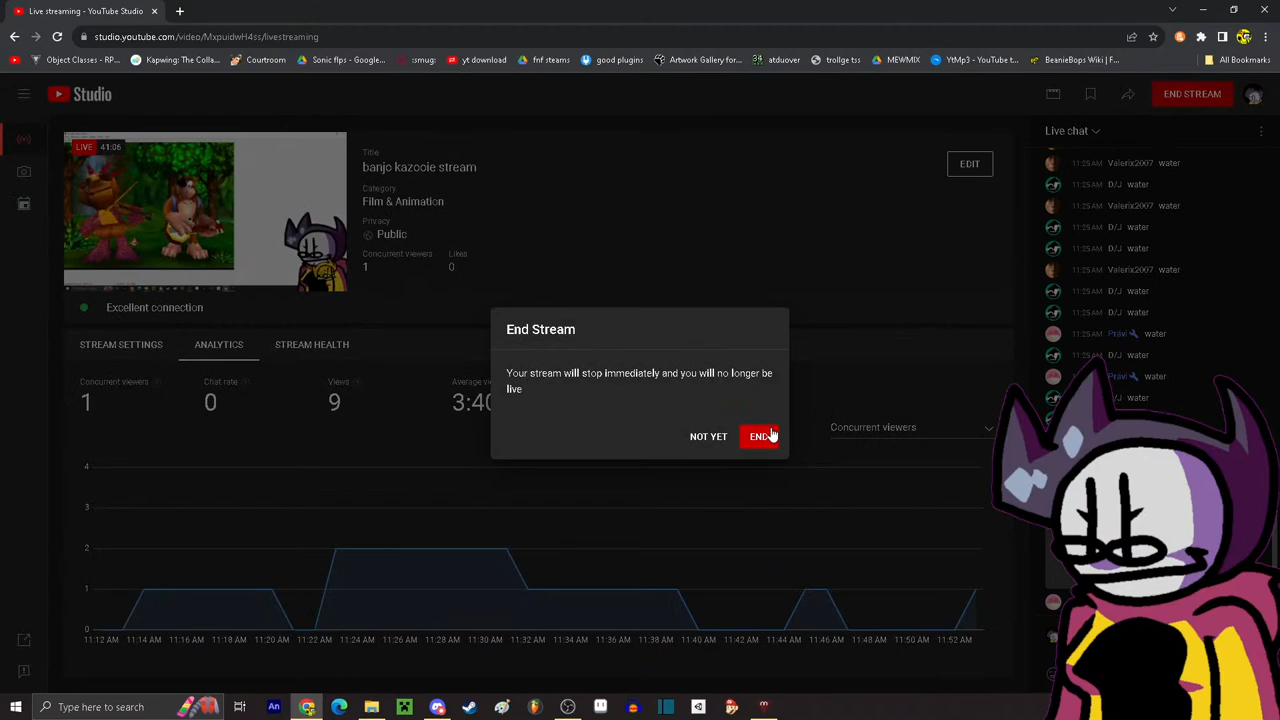 Live streaming - YouTube Studio
studio.youtube.com/video/MxpuidwH4ss/livestreaming
Object Classes - RP...
Kapwing: The Colla...
Courtroom
Sonic flps - Google...
:smug:
yt download
fnf steams
good plugins
Artwork Gallery for...
atduover
trollge tss
MEWMIX
YtMp3 - YouTube t...
BeanieBops Wiki | F...
All Bookmarks
Studio
END STREAM
LIVE 41:06
Title
banjo kazooie stream
Category
Film & Animation
Privacy
Public
Concurrent viewers
Likes
1
0
EDIT
Excellent connection
STREAM SETTINGS
ANALYTICS
STREAM HEALTH
Concurrent viewers
Chat rate
Views
Average vi
1
0
9
3:40
Concurrent viewers
4
3
2
1
0
11:12 AM 11:14 AM 11:16 AM 11:18 AM 11:20 AM 11:22 AM 11:24 AM 11:26 AM 11:28 AM 11:30 AM 11:32 AM 11:34 AM 11:36 AM 11:38 AM 11:40 AM 11:42 AM 11:44 AM 11:46 AM 11:48 AM 11:50 AM 11:52 AM
End Stream
Your stream will stop immediately and you will no longer be
live
NOT YET
END
Live chat
11:25 AM Valerix2007 water
11:25 AM D/J water
11:25 AM Valerix2007 water
11:25 AM D/J water
11:25 AM D/J water
11:25 AM Valerix2007 water
11:25 AM D/J water
11:25 AM D/J water
11:25 AM Pravi water
11:25 AM D/J water
11:25 AM Pravi water
D/J water
Type here to search
An